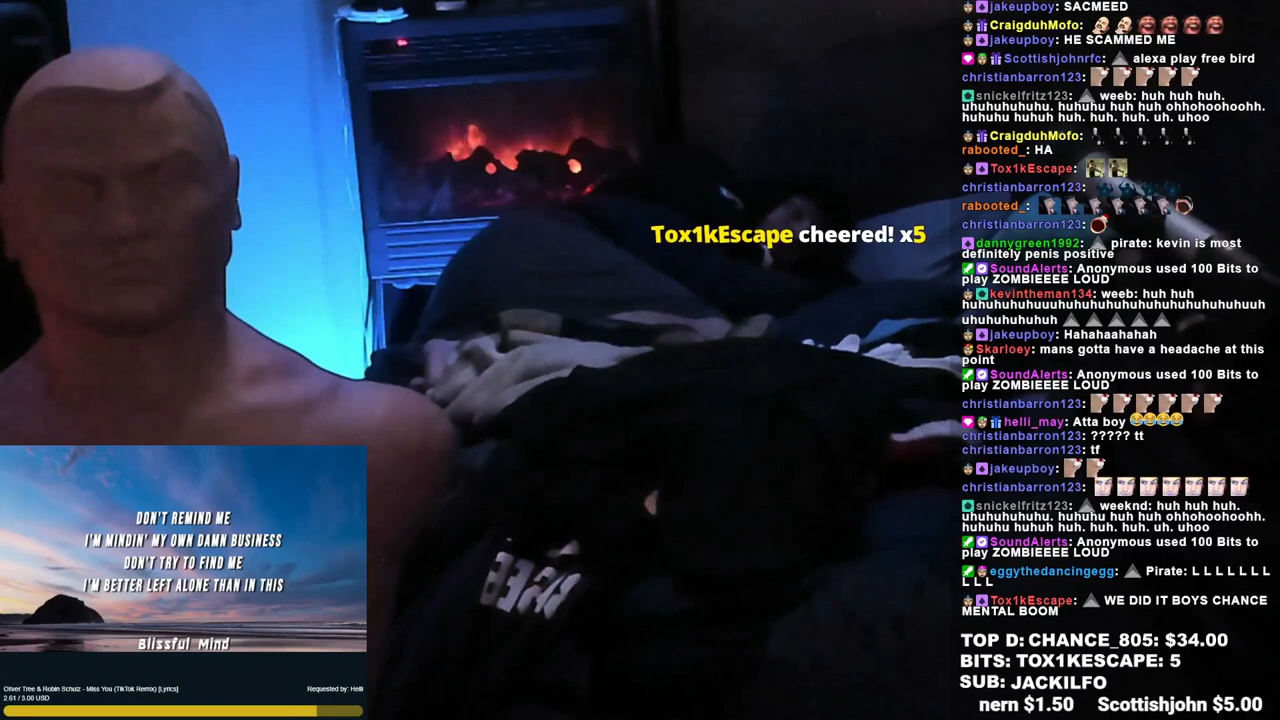 jakeupboy: SACMEED
CraigduhMofo:
jakeupboy: HE SCAMMED ME
Scottishjohnrfc: alexa play free bird
christianbarron123:
snickelfritz123: weeb: huh huh huh.
uhuhuhuhuhu. huhuhu huh huh ohhohoohoohh.
huhuhu huhuh huh. huh. huh. uh. uhoo
CraigduhMofo:
rabooted_: HA
Tox1kEscape:
christianbarron123:
rabooted_:
christianbarron123:
Tox1kEscape cheered! x5
dannygreen1992: pirate: kevin is most
definitely penis positive
SoundAlerts: Anonymous used 100 Bits to
play ZOMBIEEEE LOUD
kevintheman134: weeb: huh huh
huhuhuhuhuuuhuhuhuhuhuhuhuhuhuhuuh
uhuhuhuhuhuh
jakeupboy: Hahahaahahah
Skarloey: mans gotta have a headache at this
point
SoundAlerts: Anonymous used 100 Bits to
play ZOMBIEEEE LOUD
christianbarron123:
helli_may: Atta boy
christianbarron123: ????? tt
christianbarron123: tf
jakeupboy:
christianbarron123:
snickelfritz123: weeknd: huh huh huh.
uhuhuhuhuhu. huhuhu huh huh ohhohoohoohh.
huhuhu huhuh huh. huh. huh. uh. uhoo
SoundAlerts: Anonymous used 100 Bits to
play ZOMBIEEEE LOUD
eggythedancingegg: Pirate: L L L L L L L
L L L
Tox1kEscape: WE DID IT BOYS CHANCE
MENTAL BOOM
DON'T REMIND ME
I'M MINDIN' MY OWN DAMN BUSINESS
DON'T TRY TO FIND ME
I'M BETTER LEFT ALONE THAN IN THIS
Blissful Mind
Oliver Tree & Robin Schulz - Miss You (TikTok Remix) [Lyrics]
Requested by: Helli
2.61 / 3.00 USD
TOP D: CHANCE_805: $34.00
BITS: TOX1KESCAPE: 5
SUB: JACKILFO
nern $1.50 Scottishjohn $5.00